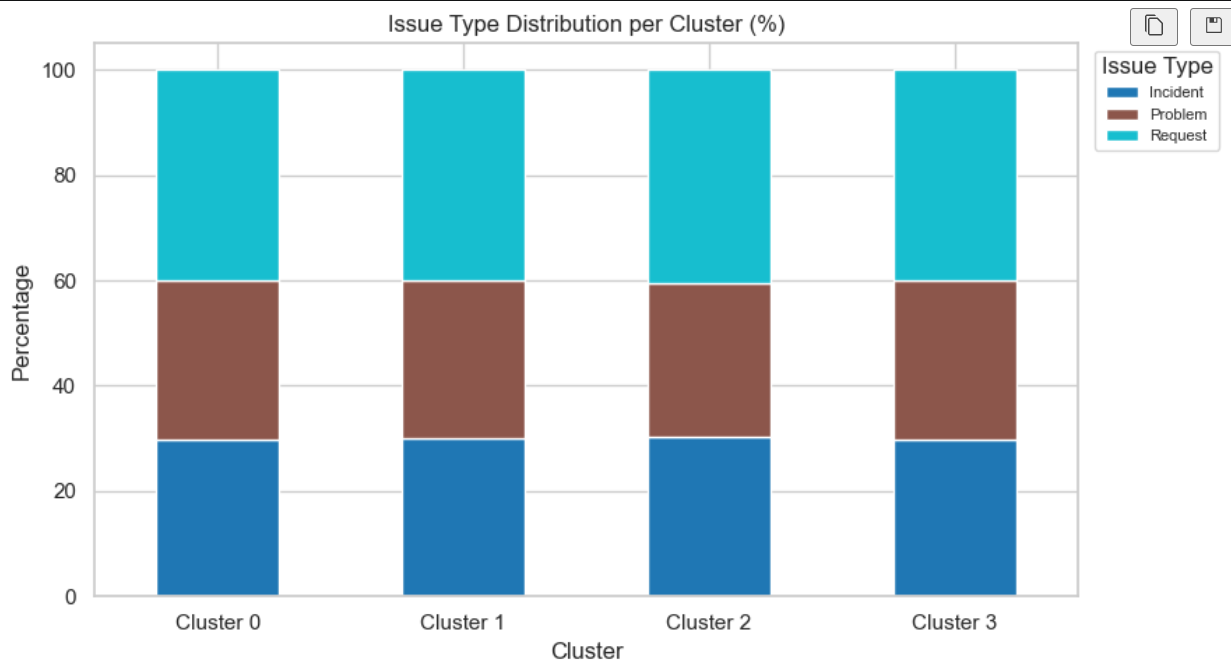 Issue Type Distribution per Cluster (%)
Issue Type
Incident
Problem
Request
Percentage
100
80
60
40
20
0
Cluster 0
Cluster 1
Cluster 2
Cluster 3
Cluster